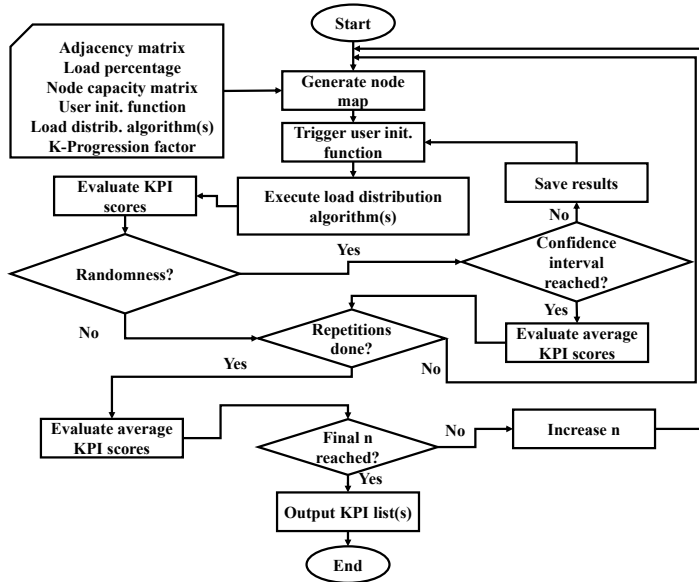 Start
Adjacency matrix
Load percentage
Node capacity matrix
User init. function
Load distrib. algorithm(s)
K-Progression factor
Generate node
map
Trigger user init.
function
Evaluate KPI
scores
Execute load distribution
algorithm(s)
Save results
No
Randomness?
Yes
Confidence
interval
reached?
Yes
No
Repetitions
done?
Evaluate average
KPI scores
Yes
No
Evaluate average
KPI scores
Final n
reached?
No
Increase n
Yes
Output KPI list(s)
End